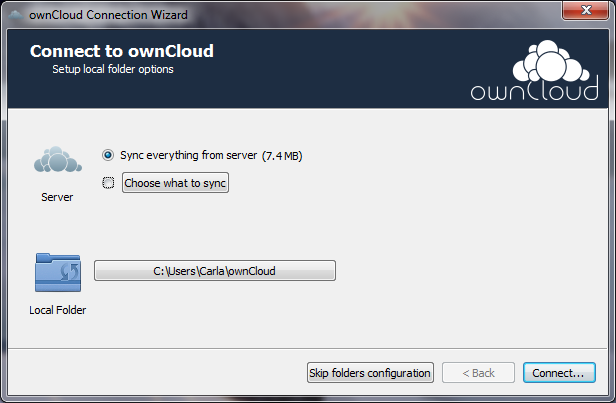 ownCloud Connection Wizard
Connect to ownCloud
Setup local folder options
ownCloud
Sync everything from server (7.4 MB)
Choose what to sync
Server
C:\Users\Carla\ownCloud
Local Folder
Skip folders configuration
< Back
Connect...